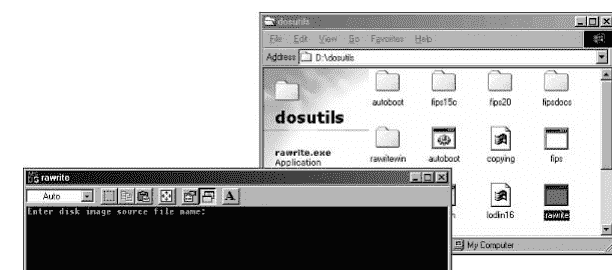 dosutils
File Edit View Go Favorites Help
Address D:\dosutils
autoboot fips15c fips20 fipsdocs
dosutils
rawrite.exe
Application
rawritewin autoboot copying fips
lodlin16 rawrite
My Computer
rawrite
Auto
A
Enter disk image source file name: